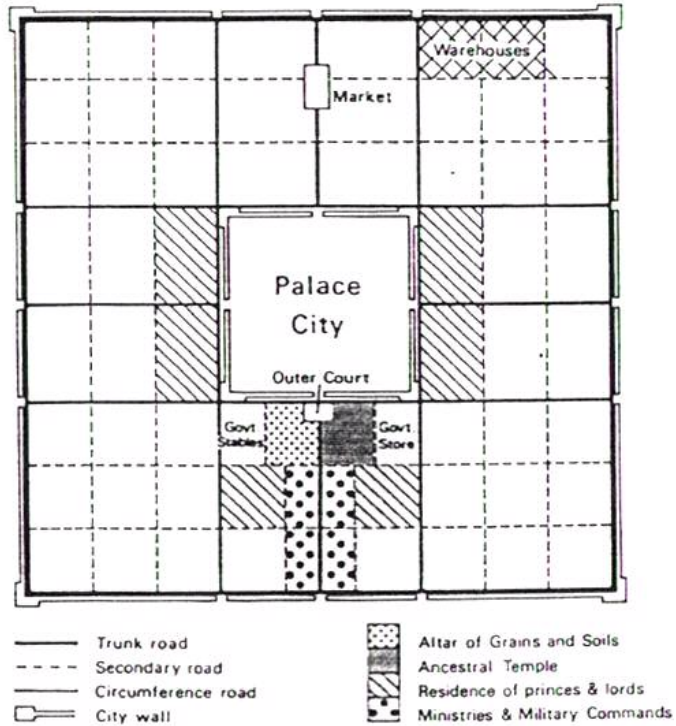 Warehouses
Market
Palace
City
Outer Court
Govt
Stables
Govt.
Store
Trunk road
Secondary road
Circumference road
City wall
Altar of Grains and Soils
Ancestral Temple
Residence of princes & lords
Ministries & Military Commands